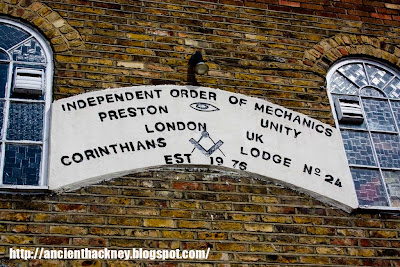 INDEPENDENT ORDER OF MECHANICS
PRESTON UNITY
LONDON UK
CORINTHIANS LODGE Nº 24
EST 1976
http://ancienthackney.blogspot.com/